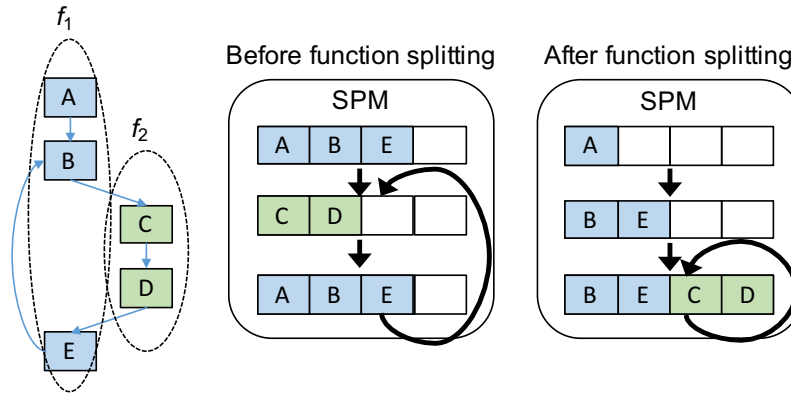 f1
A
B
f2
C
D
E
Before function splitting
SPM
A B E
C D
A B E
After function splitting
SPM
A
B E
B E C D